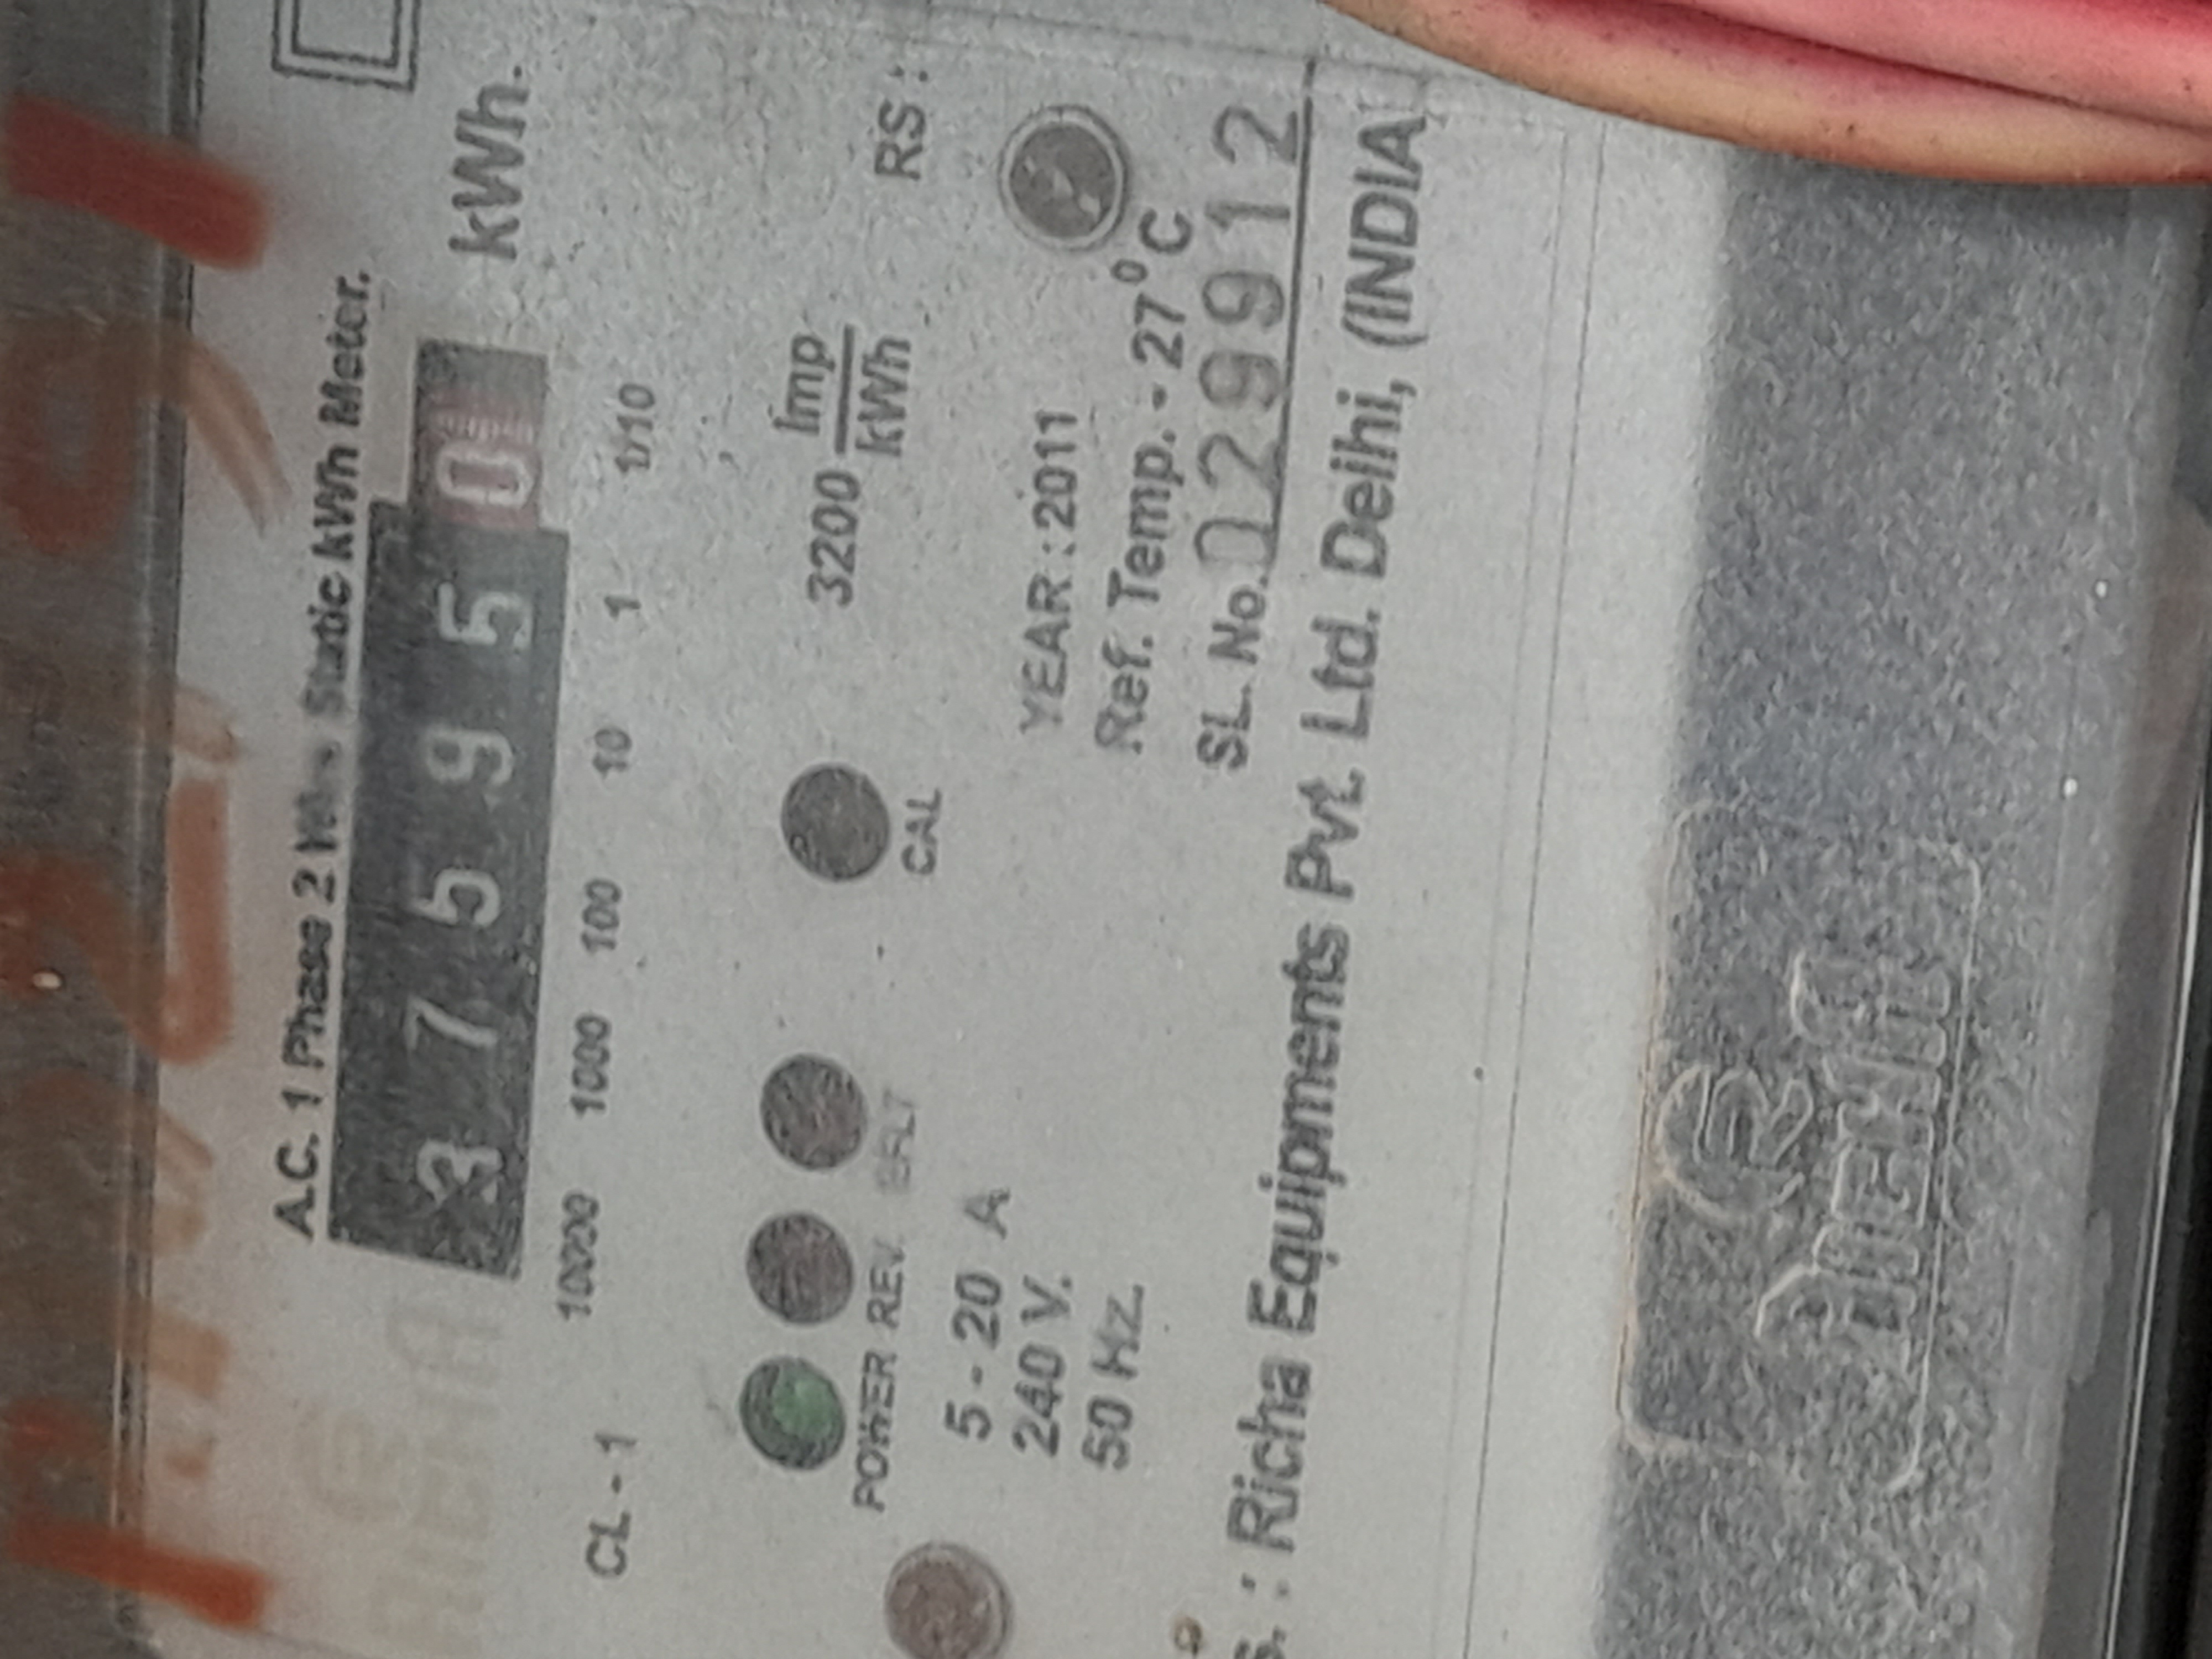 A.C. 1 Phase 2 Wire Static kWh Meter.
3 7 5 9 5 0 kWh.
10000 1000 100 10 1 1/10
CL - 1
3200 Imp
kWh
RS :
POWER REV. CAL
5 - 20 A
240 V.
50 Hz.
YEAR : 2011
Ref. Temp. - 27°C
SL. No. 0299912
s. : Richa Equipments Pvt. Ltd. Delhi, (INDIA)
R